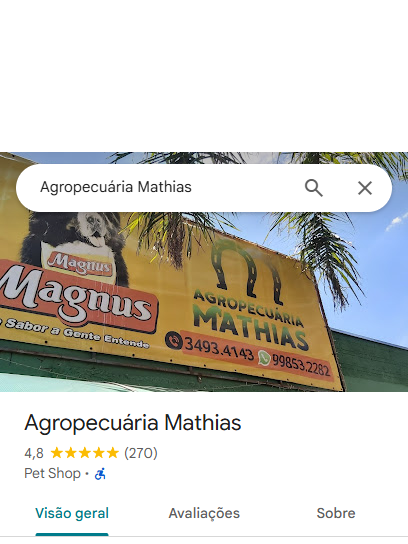 Agropecuária Mathias
Magnus
Magnus
Sabor a Gente Entende
AGROPECUÁRIA
MATHIAS
3493.4143 99853.2282
Agropecuária Mathias
4,8 (270)
Pet Shop ·
Visão geral Avaliações Sobre